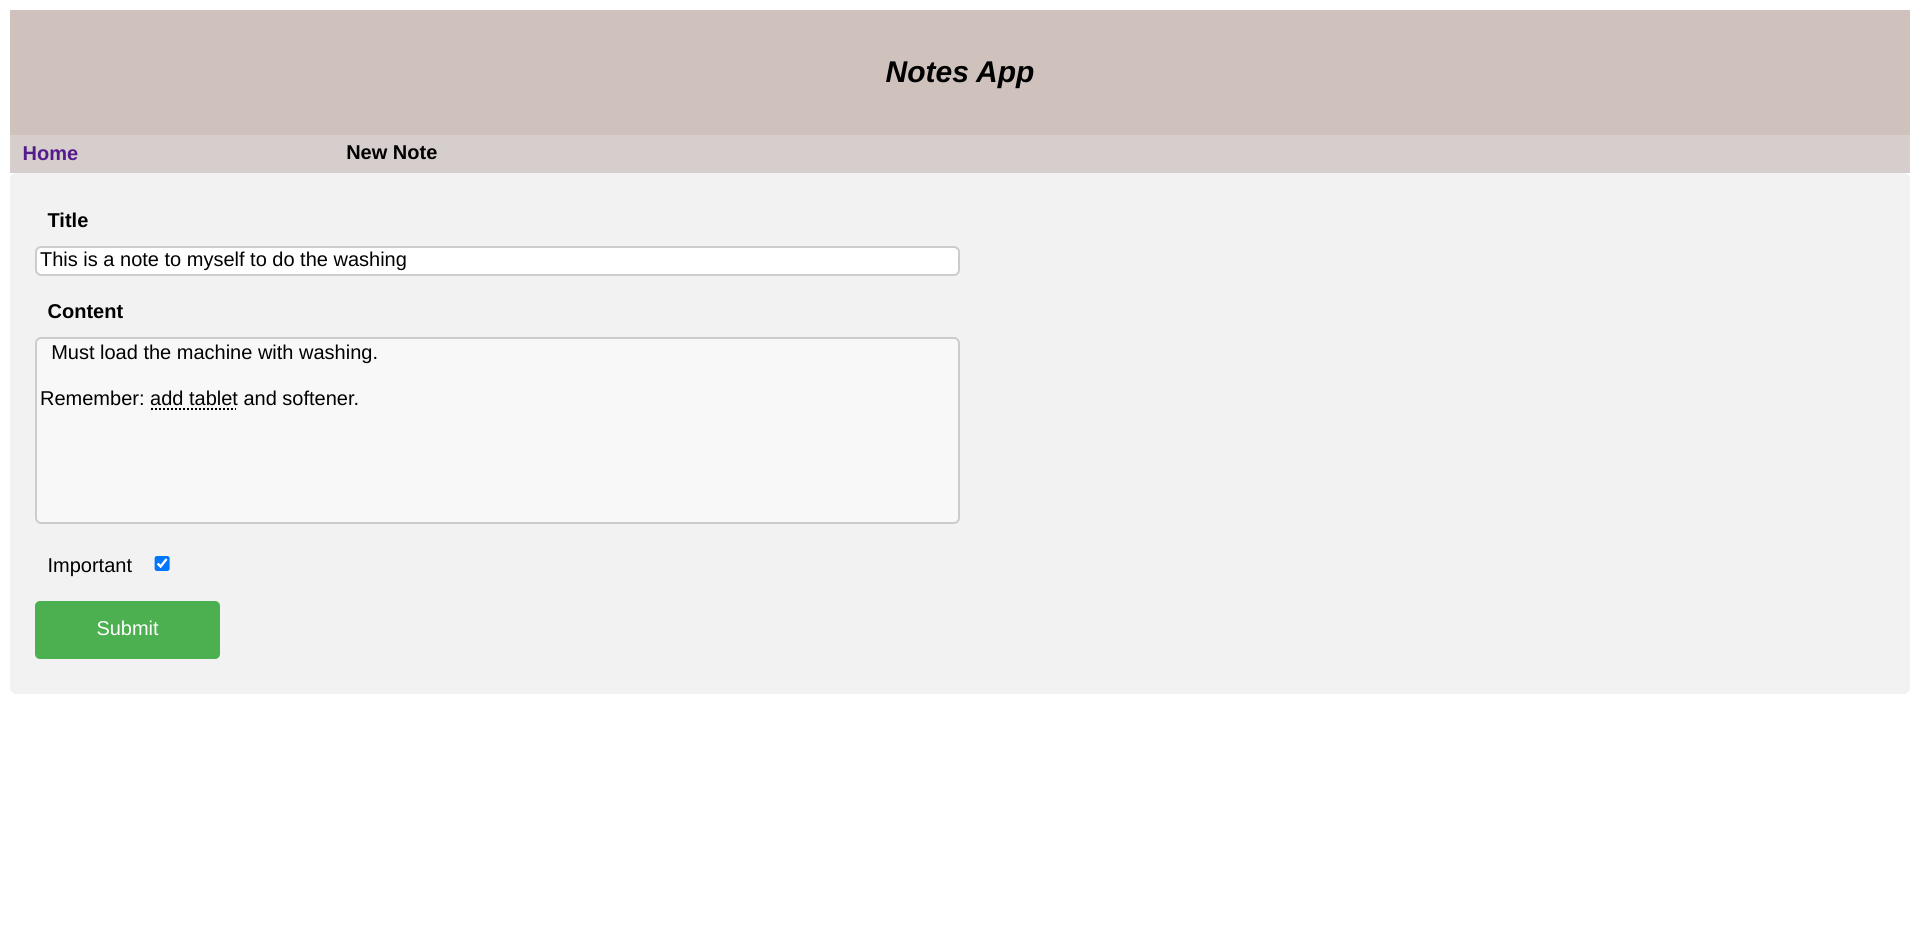 Notes App
Home New Note
Title
This is a note to myself to do the washing
Content
Must load the machine with washing.
Remember: add tablet and softener.
Important
Submit